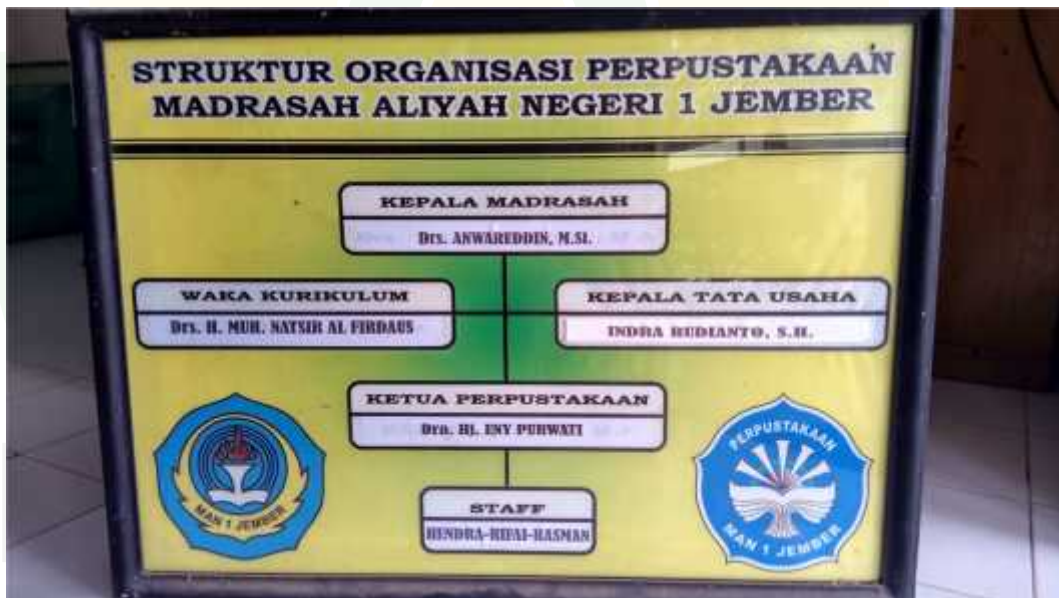 STRUKTUR ORGANISASI PERPUSTAKAAN
MADRASAH ALIYAH NEGERI 1 JEMBER
KEPALA MADRASAH
Drs. ANWAREDDIN, M.SI.
WAKA KURIKULUM
Drs. H. MUH. NATSIR AL FIRDAUS
KEPALA TATA USAHA
INDRA RUDIANTO, S.H.
KETUA PERPUSTAKAAN
Dra. Hj. ENY PURWATI
STAFF
HENDRA-RIFAI-RASMAN
MAN 1 JEMBER
PERPUSTAKAAN
MAN 1 JEMBER